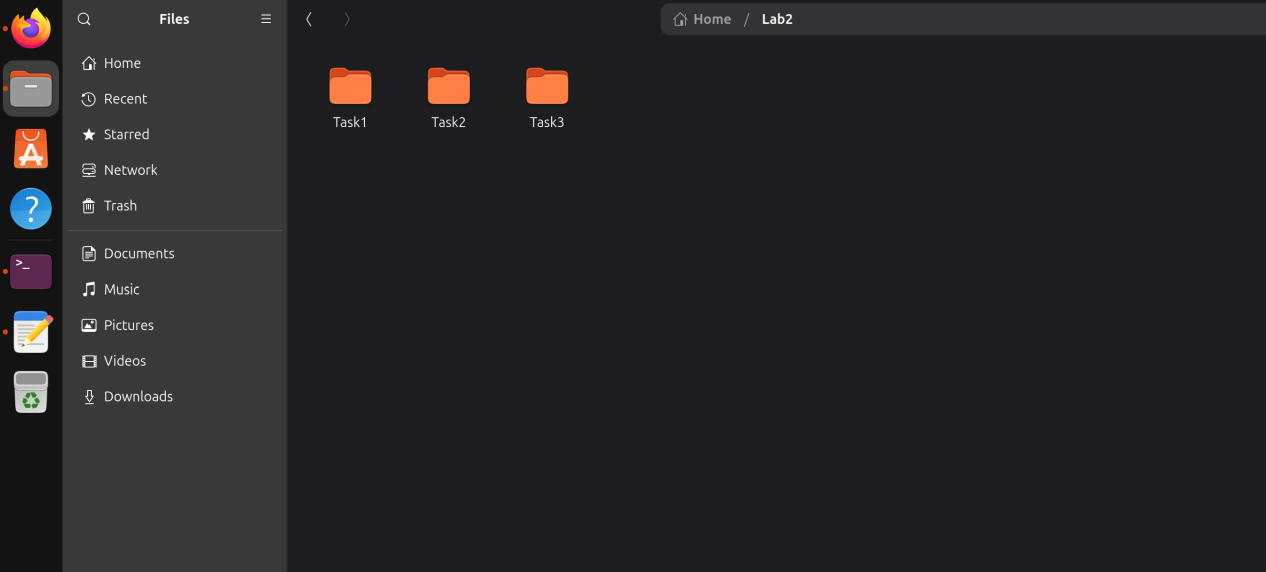 Files
Home / Lab2
Home
Recent
Starred
Network
Trash
Documents
Music
Pictures
Videos
Downloads
Task1
Task2
Task3
A
?
>_